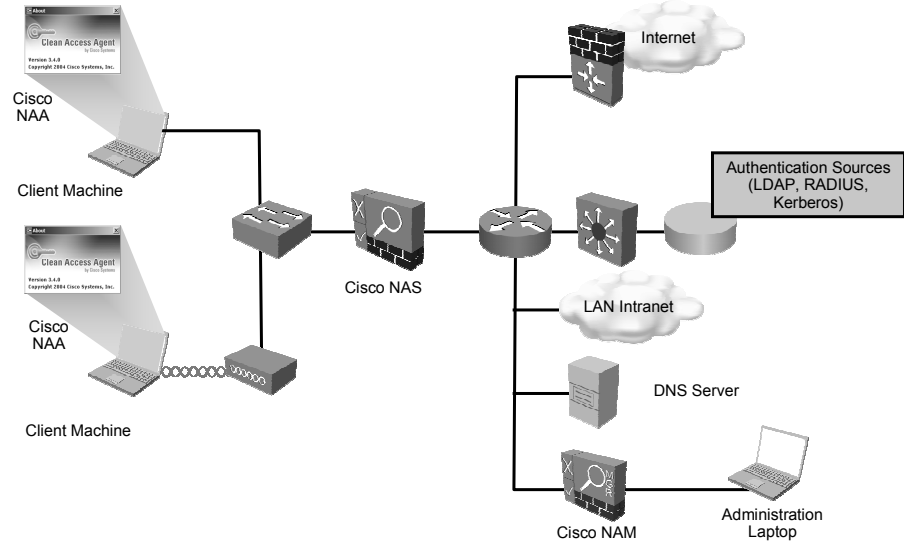 About
Clean Access Agent
by Cisco Systems
Version 3.4.0
Copyright 2004 Cisco Systems, Inc.
Cisco
NAA
Client Machine
About
Clean Access Agent
by Cisco Systems
Version 3.4.0
Copyright 2004 Cisco Systems, Inc.
Cisco
NAA
Client Machine
Cisco NAS
Internet
Authentication Sources
(LDAP, RADIUS,
Kerberos)
LAN Intranet
DNS Server
MGR
Cisco NAM
Administration
Laptop